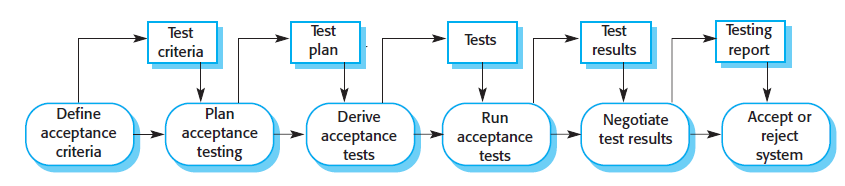 Test
criteria
Test
plan
Tests
Test
results
Testing
report
Define
acceptance
criteria
Plan
acceptance
testing
Derive
acceptance
tests
Run
acceptance
tests
Negotiate
test results
Accept or
reject
system